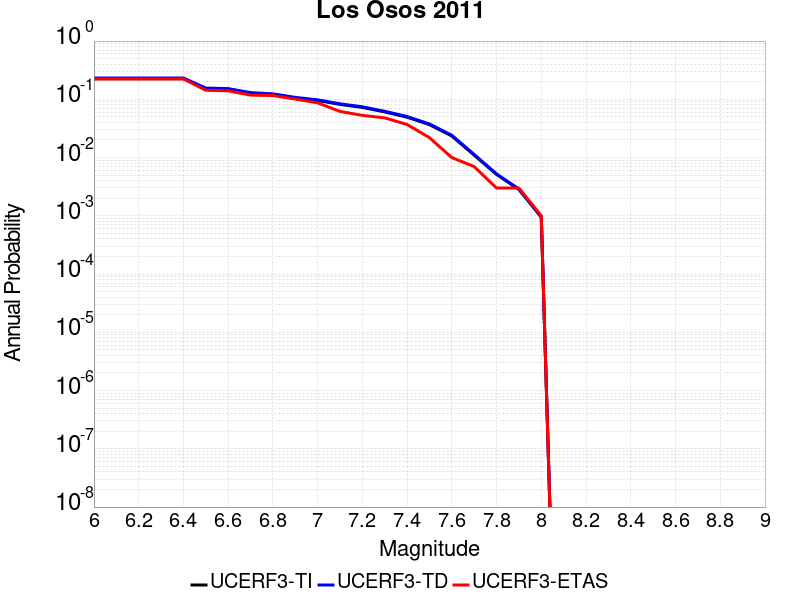 Los Osos 2011
10^0
10^-1
10^-2
10^-3
10^-4
10^-5
10^-6
10^-7
10^-8
Annual Probability
6 6.2 6.4 6.6 6.8 7 7.2 7.4 7.6 7.8 8 8.2 8.4 8.6 8.8 9
Magnitude
UCERF3-TI UCERF3-TD UCERF3-ETAS